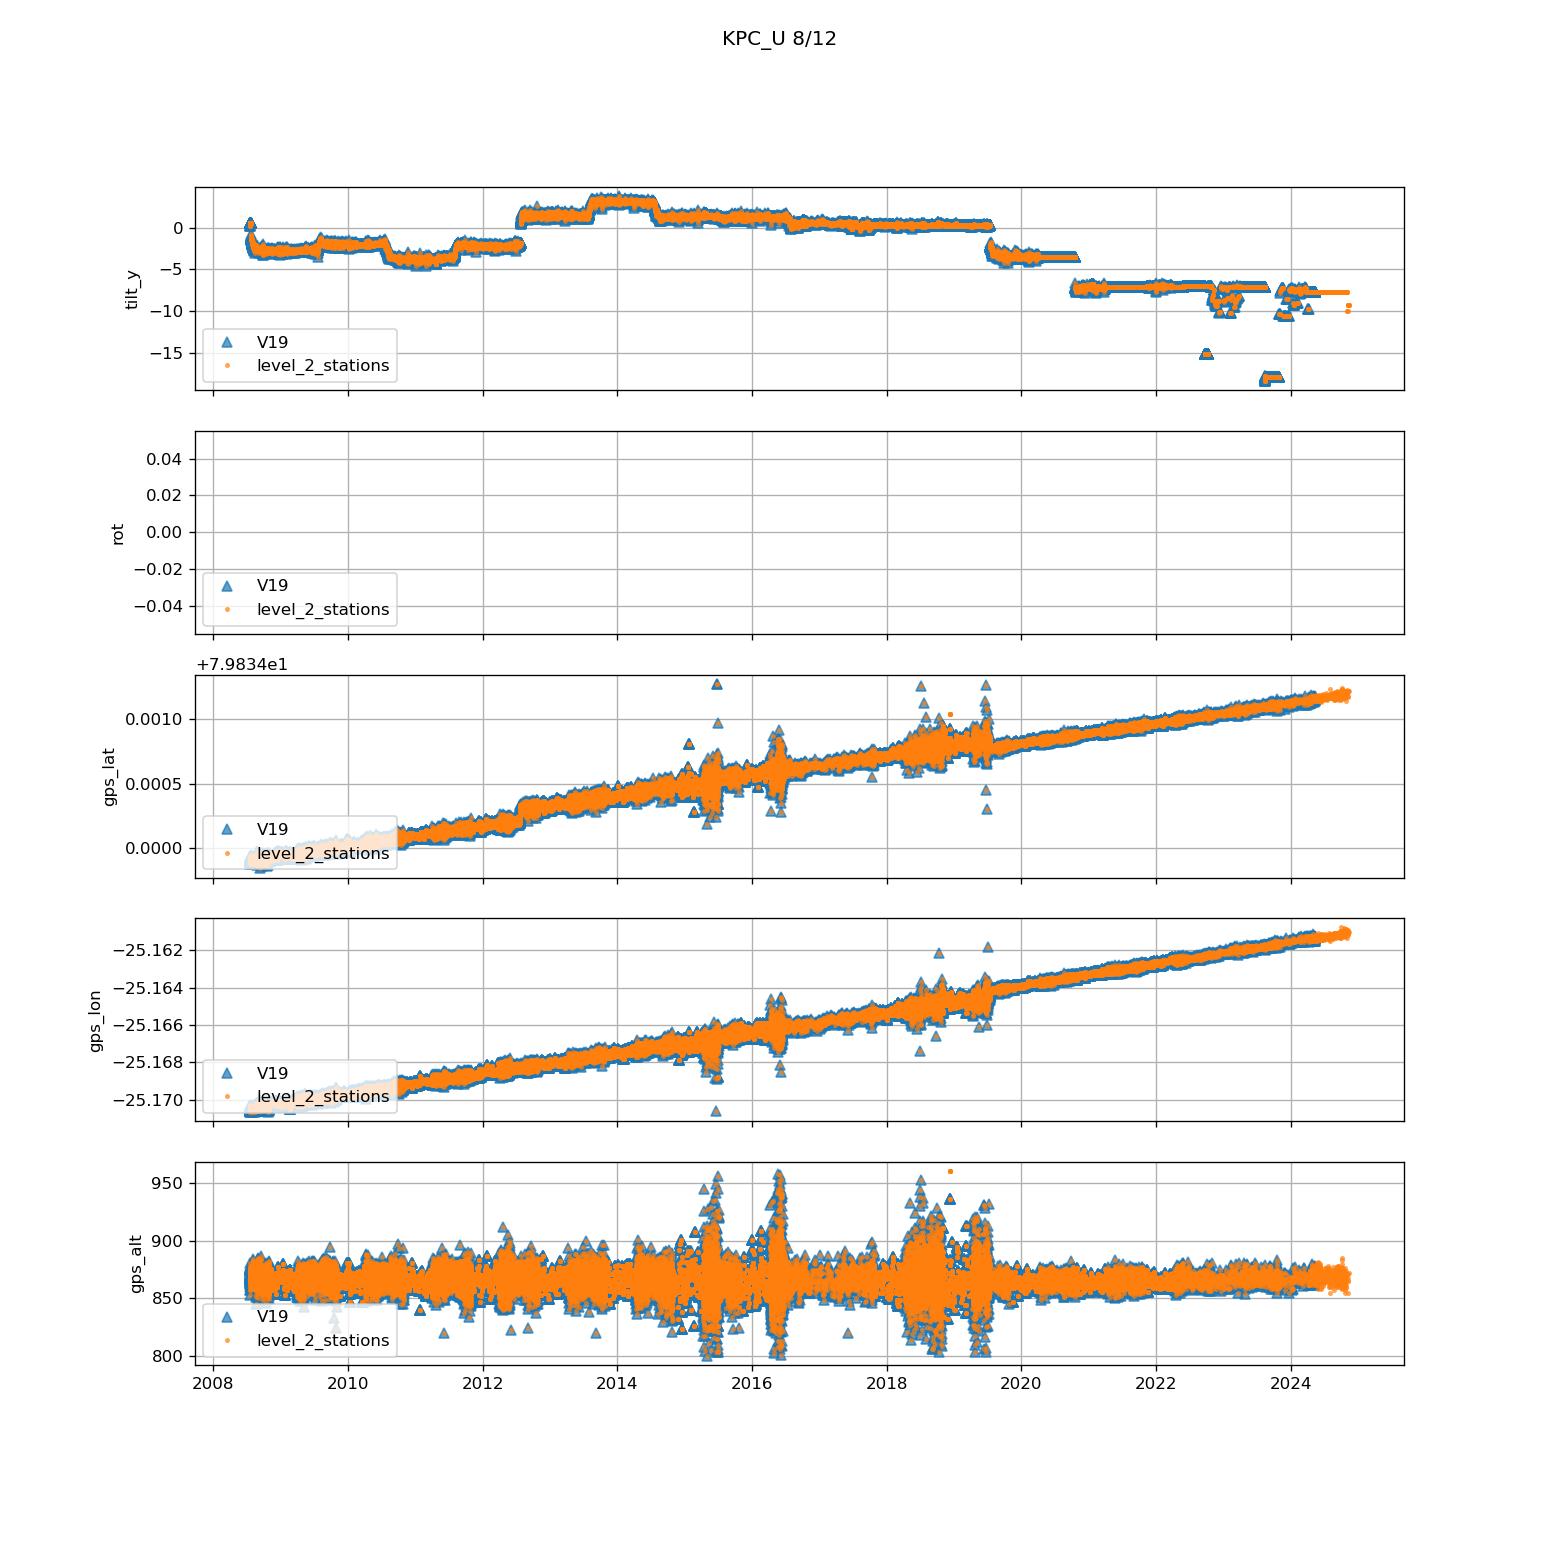 KPC_U 8/12
0
−5
−10
−15
tilt_y
V19
level_2_stations
0.04
0.02
0.00
−0.02
−0.04
rot
V19
level_2_stations
+7.9834e1
0.0010
0.0005
0.0000
gps_lat
V19
level_2_stations
−25.162
−25.164
−25.166
−25.168
−25.170
gps_lon
V19
level_2_stations
950
900
850
800
gps_alt
V19
level_2_stations
2008 2010 2012 2014 2016 2018 2020 2022 2024